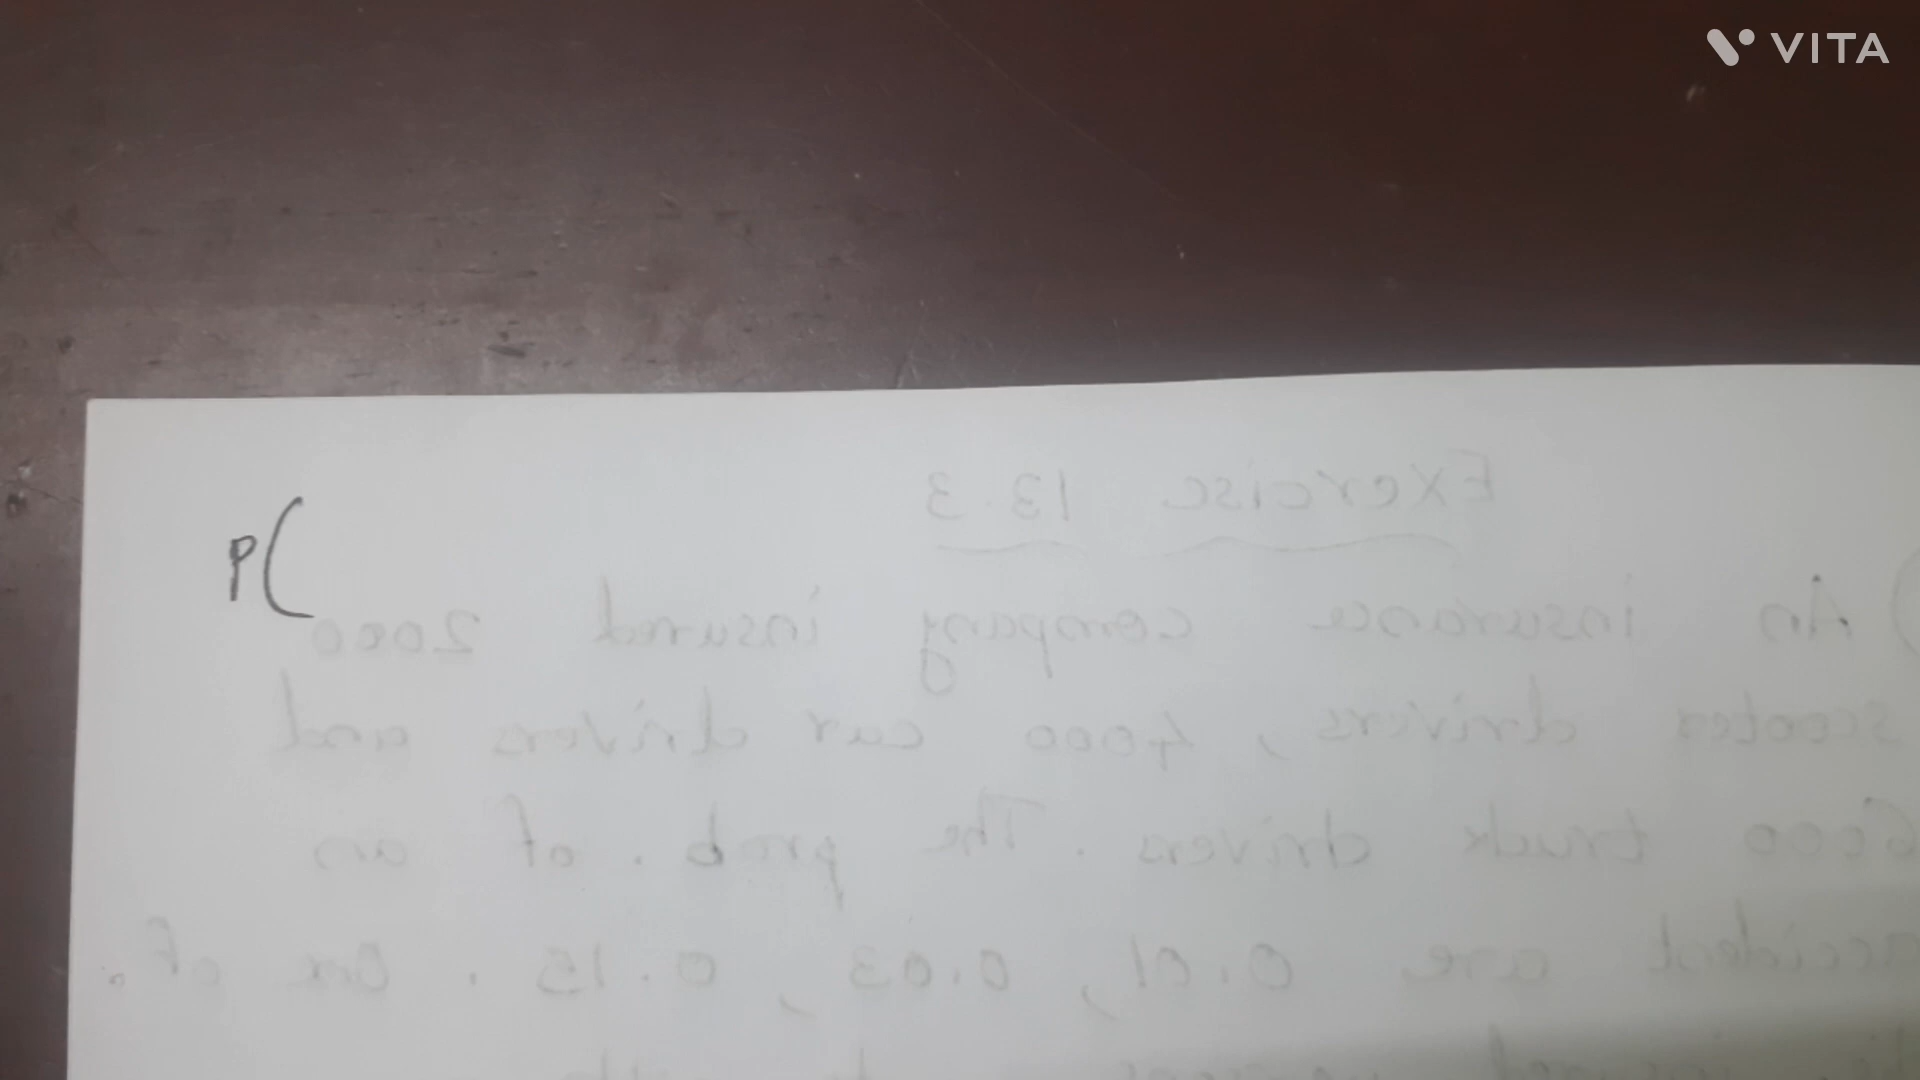 VITA
Exercise 13.3
P(
An insurance company insured 2000
scooter drivers, 4000 car drivers and
6000 truck drivers. The prob. of an
accident are 0.01, 0.03, 0.15. One of
insured